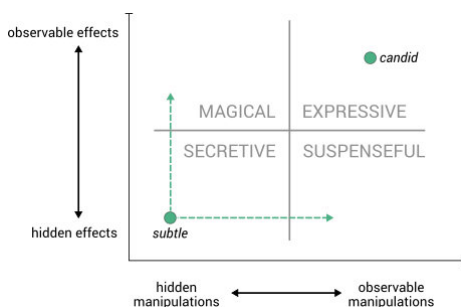 observable effects
candid
MAGICAL EXPRESSIVE
SECRETIVE SUSPENSEFUL
hidden effects
subtle
hidden manipulations
observable manipulations